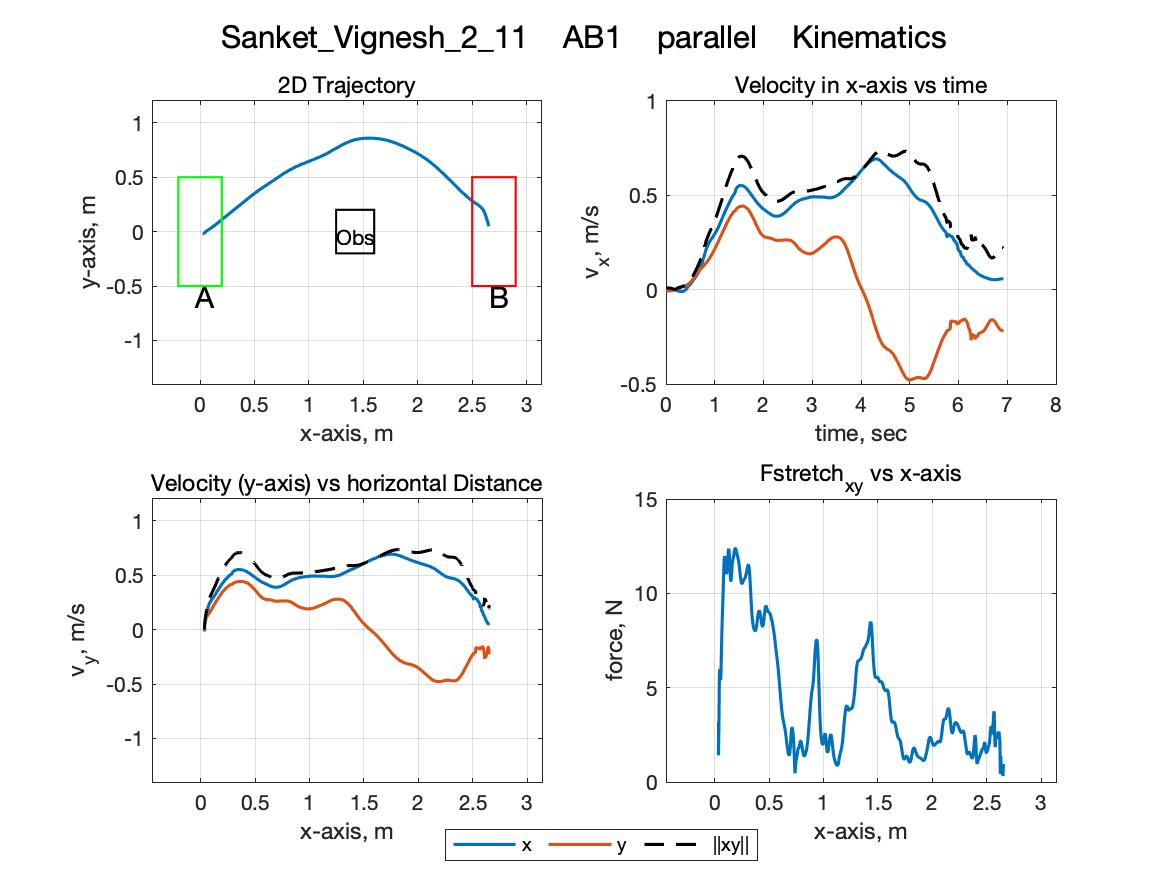 Sanket_Vignesh_2_11 AB1 parallel Kinematics
2D Trajectory
1
0.5
0
-0.5
-1
y-axis, m
Obs
A
B
0 0.5 1 1.5 2 2.5 3
x-axis, m
Velocity in x-axis vs time
1
0.5
0
-0.5
vx, m/s
0 1 2 3 4 5 6 7 8
time, sec
Velocity (y-axis) vs horizontal Distance
1
0.5
0
-0.5
-1
vy, m/s
0 0.5 1 1.5 2 2.5 3
x-axis, m
Fstretchxy vs x-axis
15
10
5
0
force, N
0 0.5 1 1.5 2 2.5 3
x-axis, m
x y ||xy||